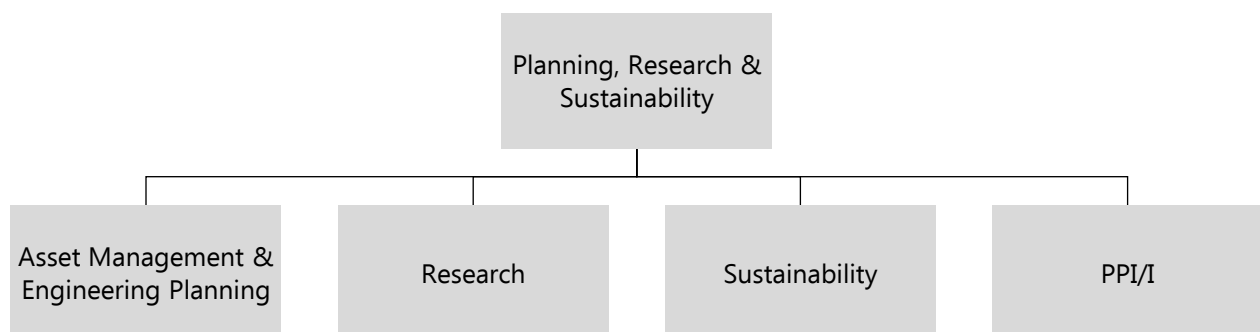 Planning, Research &
Sustainability
Asset Management &
Engineering Planning
Research
Sustainability
PPI/I